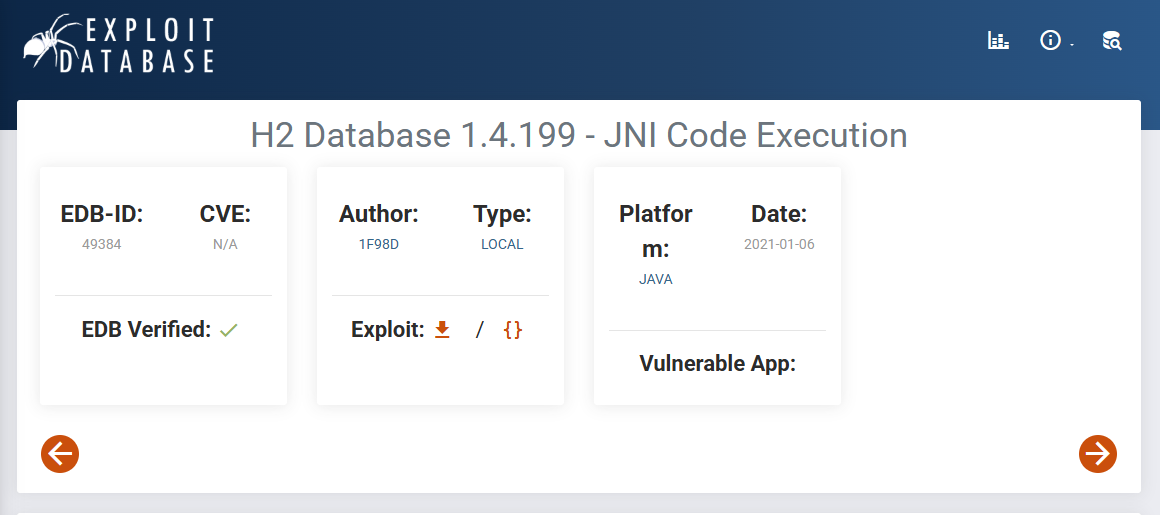 EXPLOIT
DATABASE
H2 Database 1.4.199 - JNI Code Execution
EDB-ID:
49384
CVE:
N/A
EDB Verified:
Author:
1F98D
Type:
LOCAL
Exploit: / {}
Platfor
m:
JAVA
Date:
2021-01-06
Vulnerable App: